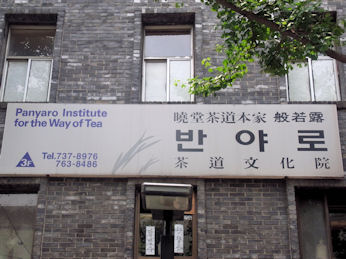 Panyaro Institute
for the Way of Tea
3F
Tel.737-8976
763-8486
曉堂茶道本家 般若露
반야로
茶道文化院